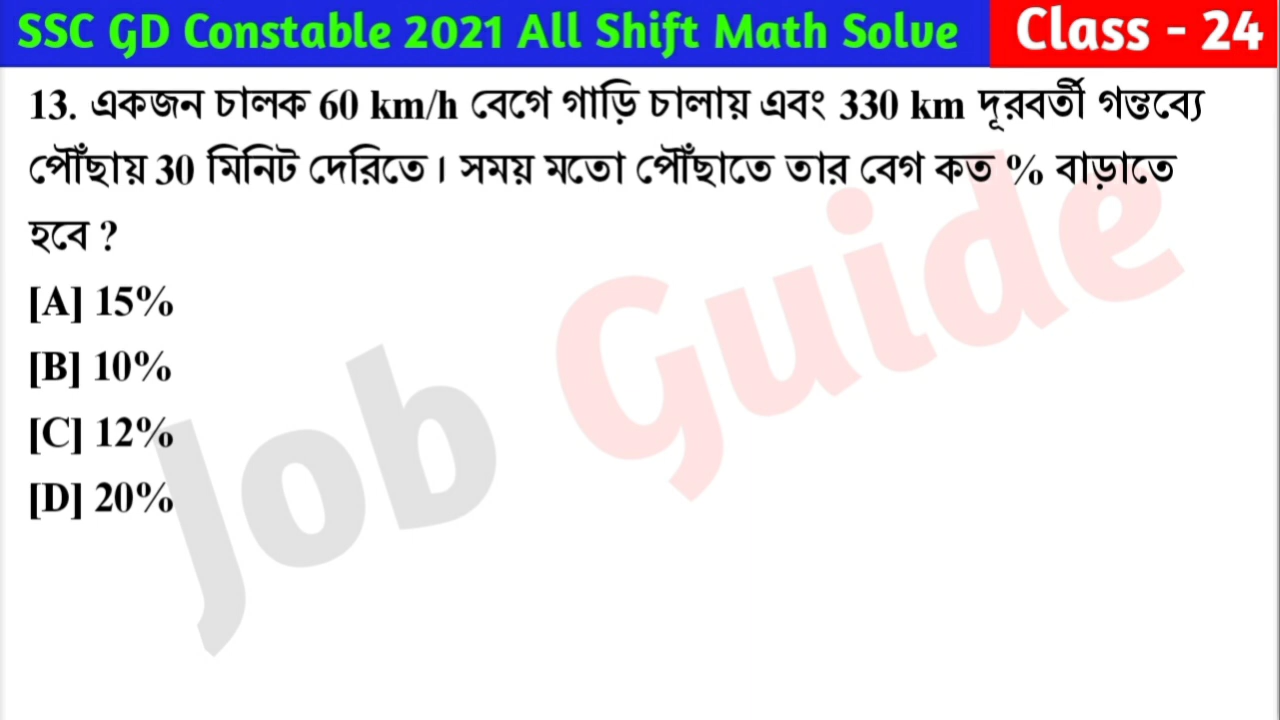 SSC GD Constable 2021 All Shift Math Solve
Class - 24
13. একজন চালক 60 km/h বেগে গাড়ি চালায় এবং 330 km দূরবর্তী গন্তব্যে
পৌঁছায় 30 মিনিট দেরিতে। সময় মতো পৌঁছাতে তার বেগ কত % বাড়াতে
হবে ?
[A] 15%
[B] 10%
[C] 12%
[D] 20%
Job Guide